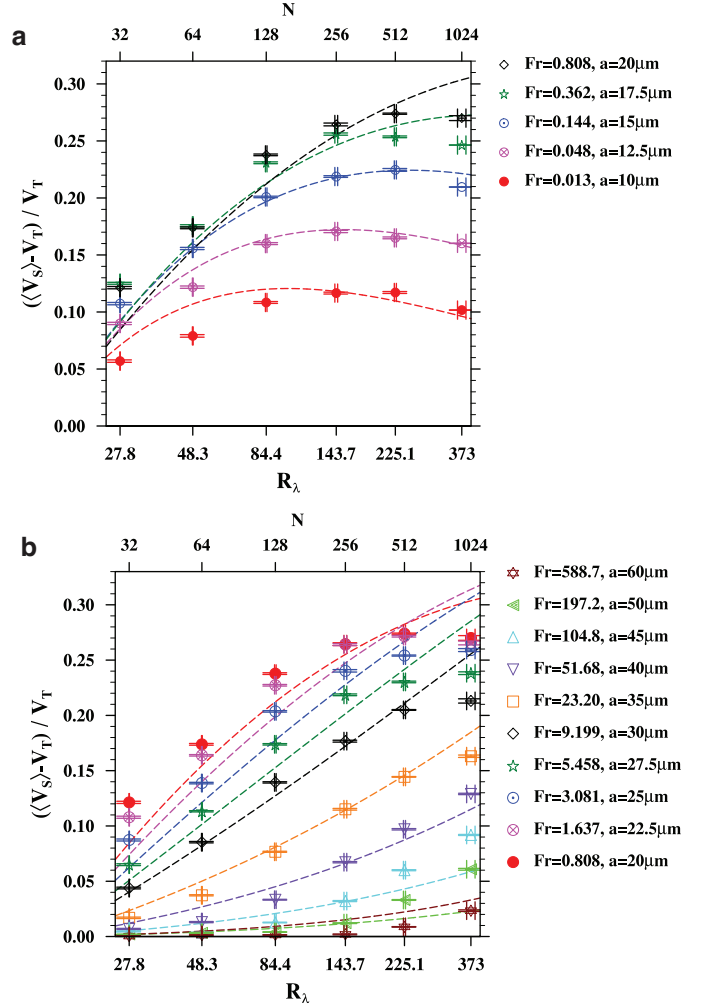 N
a
32 64 128 256 512 1024
0.30
0.25
0.20
0.15
0.10
0.05
0.00
(⟨V_S⟩-V_T) / V_T
27.8 48.3 84.4 143.7 225.1 373
R_λ
Fr=0.808, a=20μm
Fr=0.362, a=17.5μm
Fr=0.144, a=15μm
Fr=0.048, a=12.5μm
Fr=0.013, a=10μm
N
b
32 64 128 256 512 1024
0.30
0.25
0.20
0.15
0.10
0.05
0.00
(⟨V_S⟩-V_T) / V_T
27.8 48.3 84.4 143.7 225.1 373
R_λ
Fr=588.7, a=60μm
Fr=197.2, a=50μm
Fr=104.8, a=45μm
Fr=51.68, a=40μm
Fr=23.20, a=35μm
Fr=9.199, a=30μm
Fr=5.458, a=27.5μm
Fr=3.081, a=25μm
Fr=1.637, a=22.5μm
Fr=0.808, a=20μm